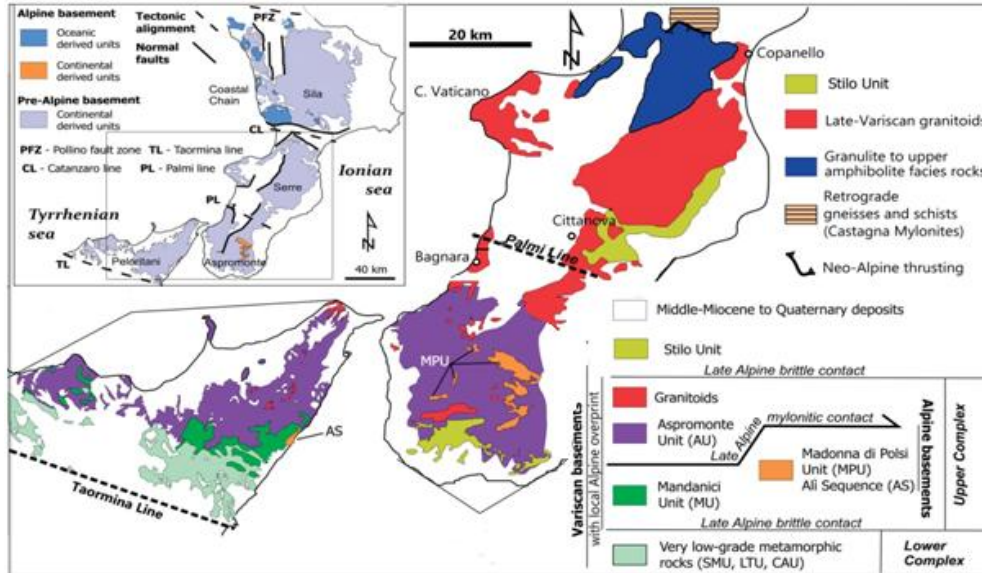 Alpine basement
Oceanic
derived units
Continental
derived units
Pre-Alpine basement
Continental
derived units
Tectonic
alignment
Normal
faults
PFZ
Coastal
Chain
Sila
CL
PFZ - Pollino fault zone TL - Taormina line
CL - Catanzaro line PL - Palmi line
Serre
Ionian
sea
PL
Tyrrhenian
sea
N
TL
Peloritani
Aspromonte
40 km
20 km
N
Copanello
C. Vaticano
Cittanova
Palmi Line
Bagnara
Stilo Unit
Late-Variscan granitoids
Granulite to upper
amphibolite facies rocks
Retrograde
gneisses and schists
(Castagna Mylonites)
Neo-Alpine thrusting
MPU
AS
Taormina Line
Middle-Miocene to Quaternary deposits
Stilo Unit
Late Alpine brittle contact
Granitoids
Aspromonte
Unit (AU)
Mandanici
Unit (MU)
Late Alpine mylonitic contact
Madonna di Polsi
Unit (MPU)
Alì Sequence (AS)
Late Alpine brittle contact
Very low-grade metamorphic
rocks (SMU, LTU, CAU)
Variscan basements
with local Alpine overprint
Alpine basements
Upper Complex
Lower
Complex